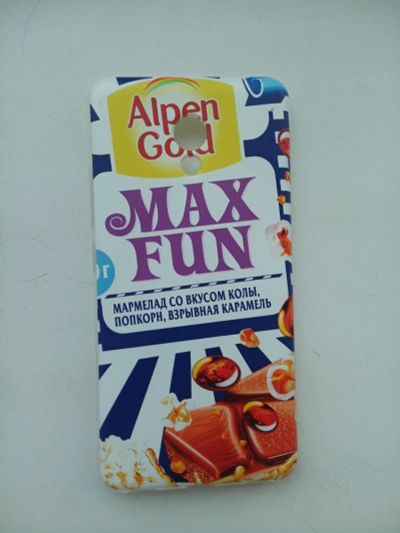 Alpen
Gold
MAX
FUN
г
МАРМЕЛАД СО ВКУСОМ КОЛЫ,
ПОПКОРН, ВЗРЫВНАЯ КАРАМЕЛЬ